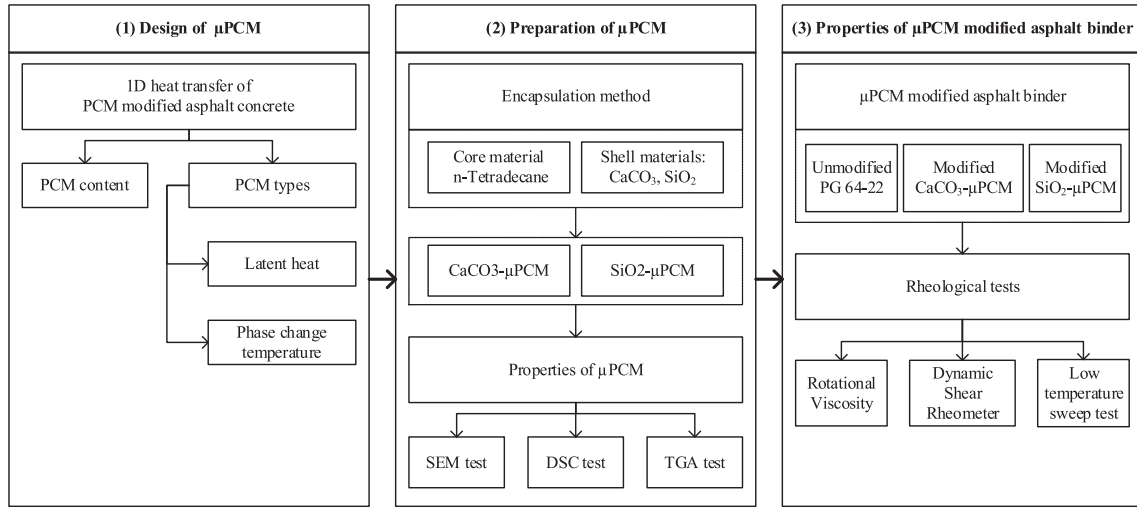 (1) Design of µPCM
1D heat transfer of
PCM modified asphalt concrete
PCM content
PCM types
Latent heat
Phase change
temperature
(2) Preparation of µPCM
Encapsulation method
Core material
n-Tetradecane
Shell materials:
CaCO₃, SiO₂
CaCO3-µPCM
SiO2-µPCM
Properties of µPCM
SEM test
DSC test
TGA test
(3) Properties of µPCM modified asphalt binder
µPCM modified asphalt binder
Unmodified
PG 64-22
Modified
CaCO₃-µPCM
Modified
SiO₂-µPCM
Rheological tests
Rotational
Viscosity
Dynamic
Shear
Rheometer
Low
temperature
sweep test